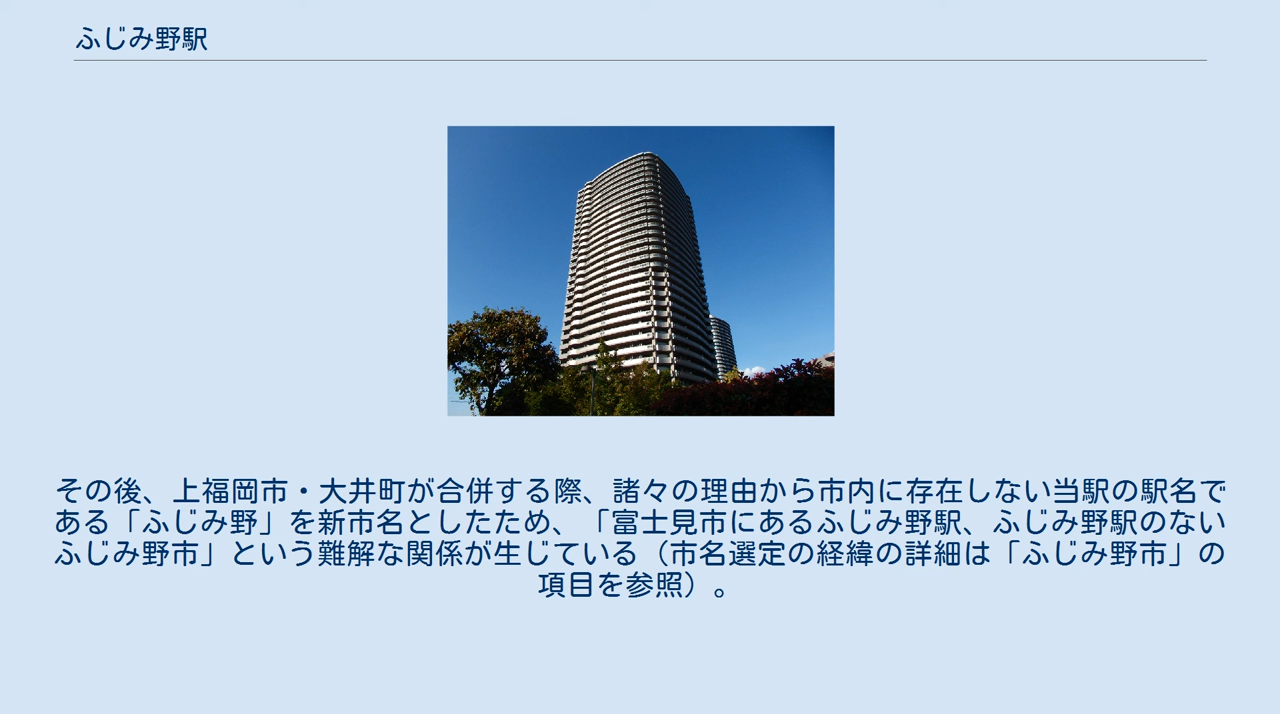 ふじみ野駅
その後、上福岡市・大井町が合併する際、諸々の理由から市内に存在しない当駅の駅名で
ある「ふじみ野」を新市名としたため、「富士見市にあるふじみ野駅、ふじみ野駅のない
ふじみ野市」という難解な関係が生じている（市名選定の経緯の詳細は「ふじみ野市」の
項目を参照）。